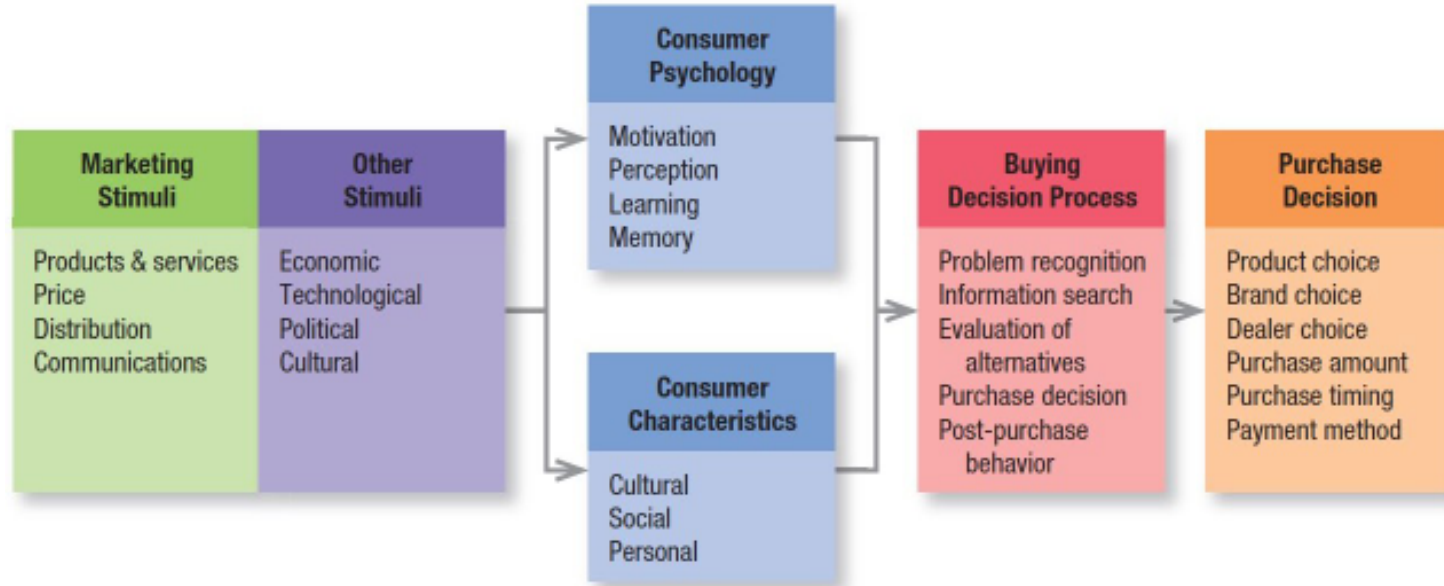 Marketing
Stimuli
Products & services
Price
Distribution
Communications
Other
Stimuli
Economic
Technological
Political
Cultural
Consumer
Psychology
Motivation
Perception
Learning
Memory
Consumer
Characteristics
Cultural
Social
Personal
Buying
Decision Process
Problem recognition
Information search
Evaluation of
alternatives
Purchase decision
Post-purchase
behavior
Purchase
Decision
Product choice
Brand choice
Dealer choice
Purchase amount
Purchase timing
Payment method